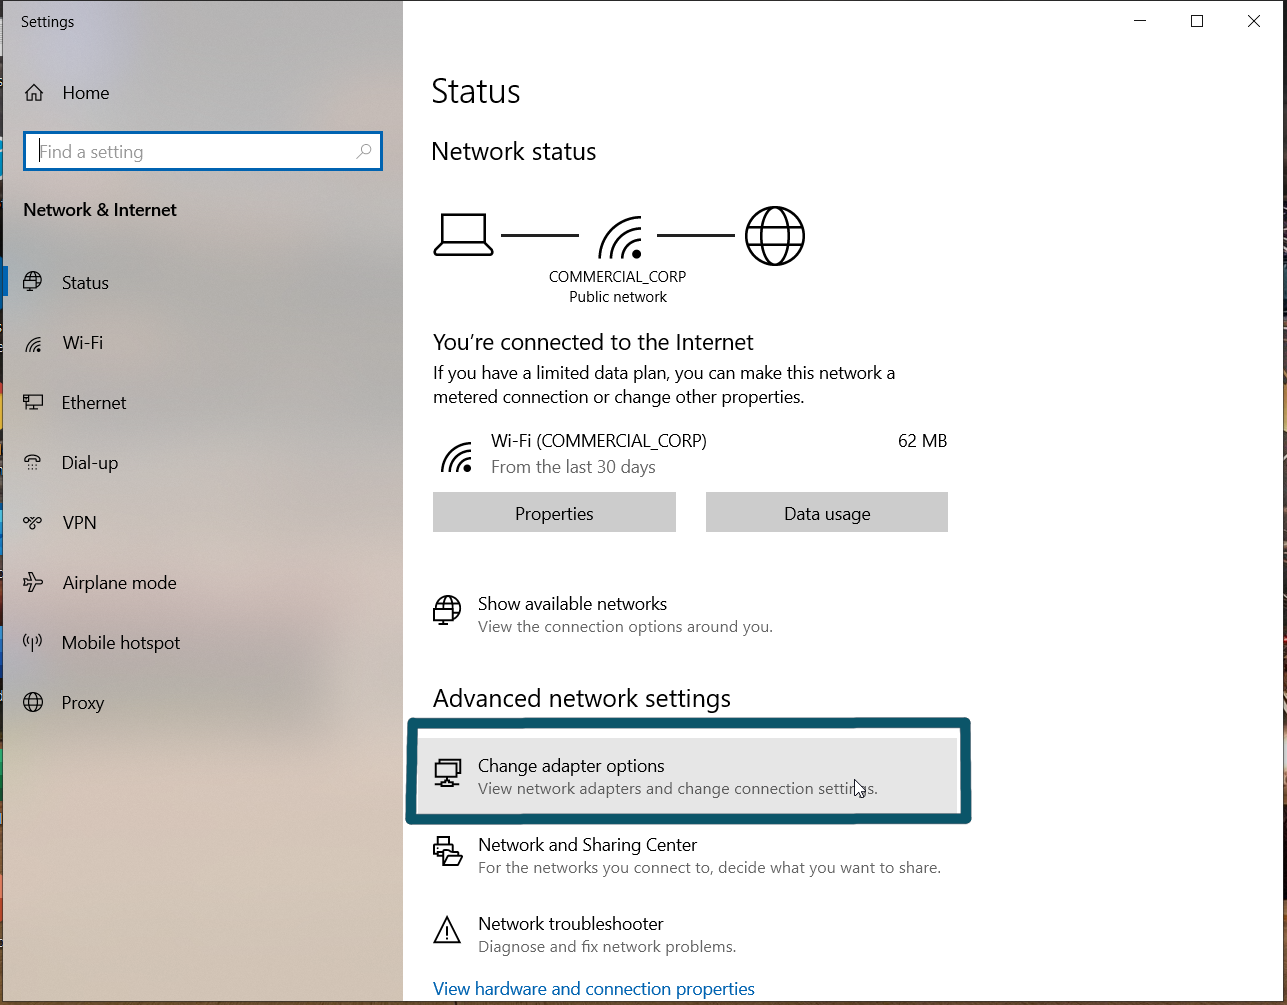 Settings
Home
Find a setting
Network & Internet
Status
Wi-Fi
Ethernet
Dial-up
VPN
Airplane mode
Mobile hotspot
Proxy
Status
Network status
COMMERCIAL_CORP
Public network
You're connected to the Internet
If you have a limited data plan, you can make this network a
metered connection or change other properties.
Wi-Fi (COMMERCIAL_CORP) 62 MB
From the last 30 days
Properties Data usage
Show available networks
View the connection options around you.
Advanced network settings
Change adapter options
View network adapters and change connection settings.
Network and Sharing Center
For the networks you connect to, decide what you want to share.
Network troubleshooter
Diagnose and fix network problems.
View hardware and connection properties